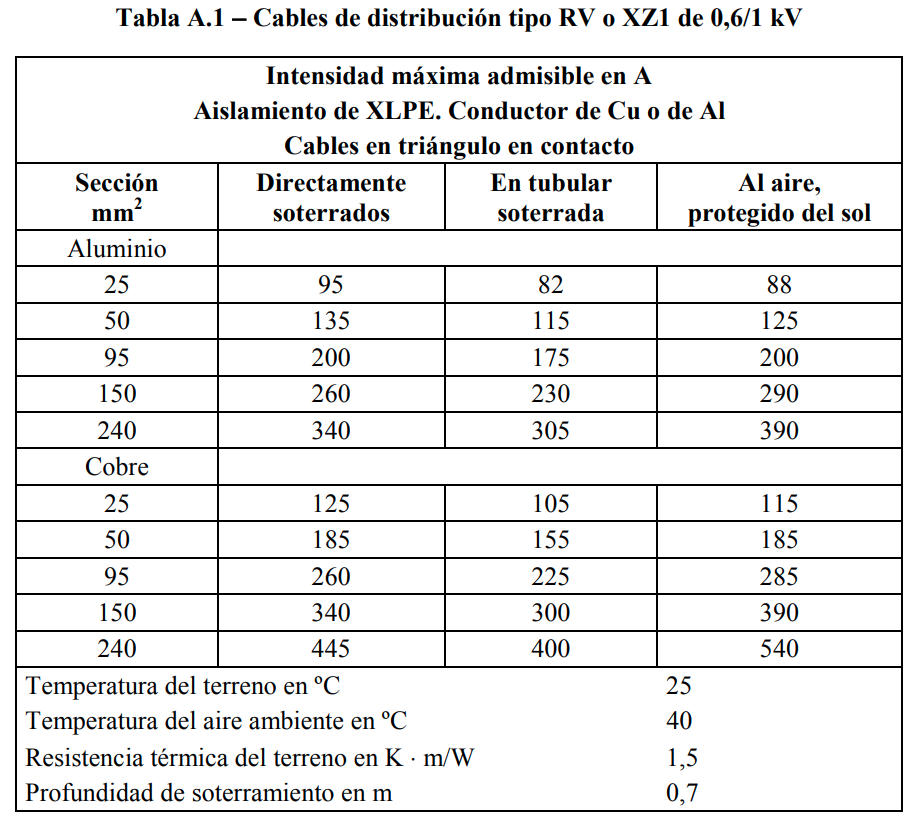 Tabla A.1 – Cables de distribución tipo RV o XZ1 de 0,6/1 kV
Intensidad máxima admisible en A
Aislamiento de XLPE. Conductor de Cu o de Al
Cables en triángulo en contacto
Sección mm² Directamente soterrados En tubular soterrada Al aire, protegido del sol
Aluminio
25 95 82 88
50 135 115 125
95 200 175 200
150 260 230 290
240 340 305 390
Cobre
25 125 105 115
50 185 155 185
95 260 225 285
150 340 300 390
240 445 400 540
Temperatura del terreno en ºC 25
Temperatura del aire ambiente en ºC 40
Resistencia térmica del terreno en K · m/W 1,5
Profundidad de soterramiento en m 0,7